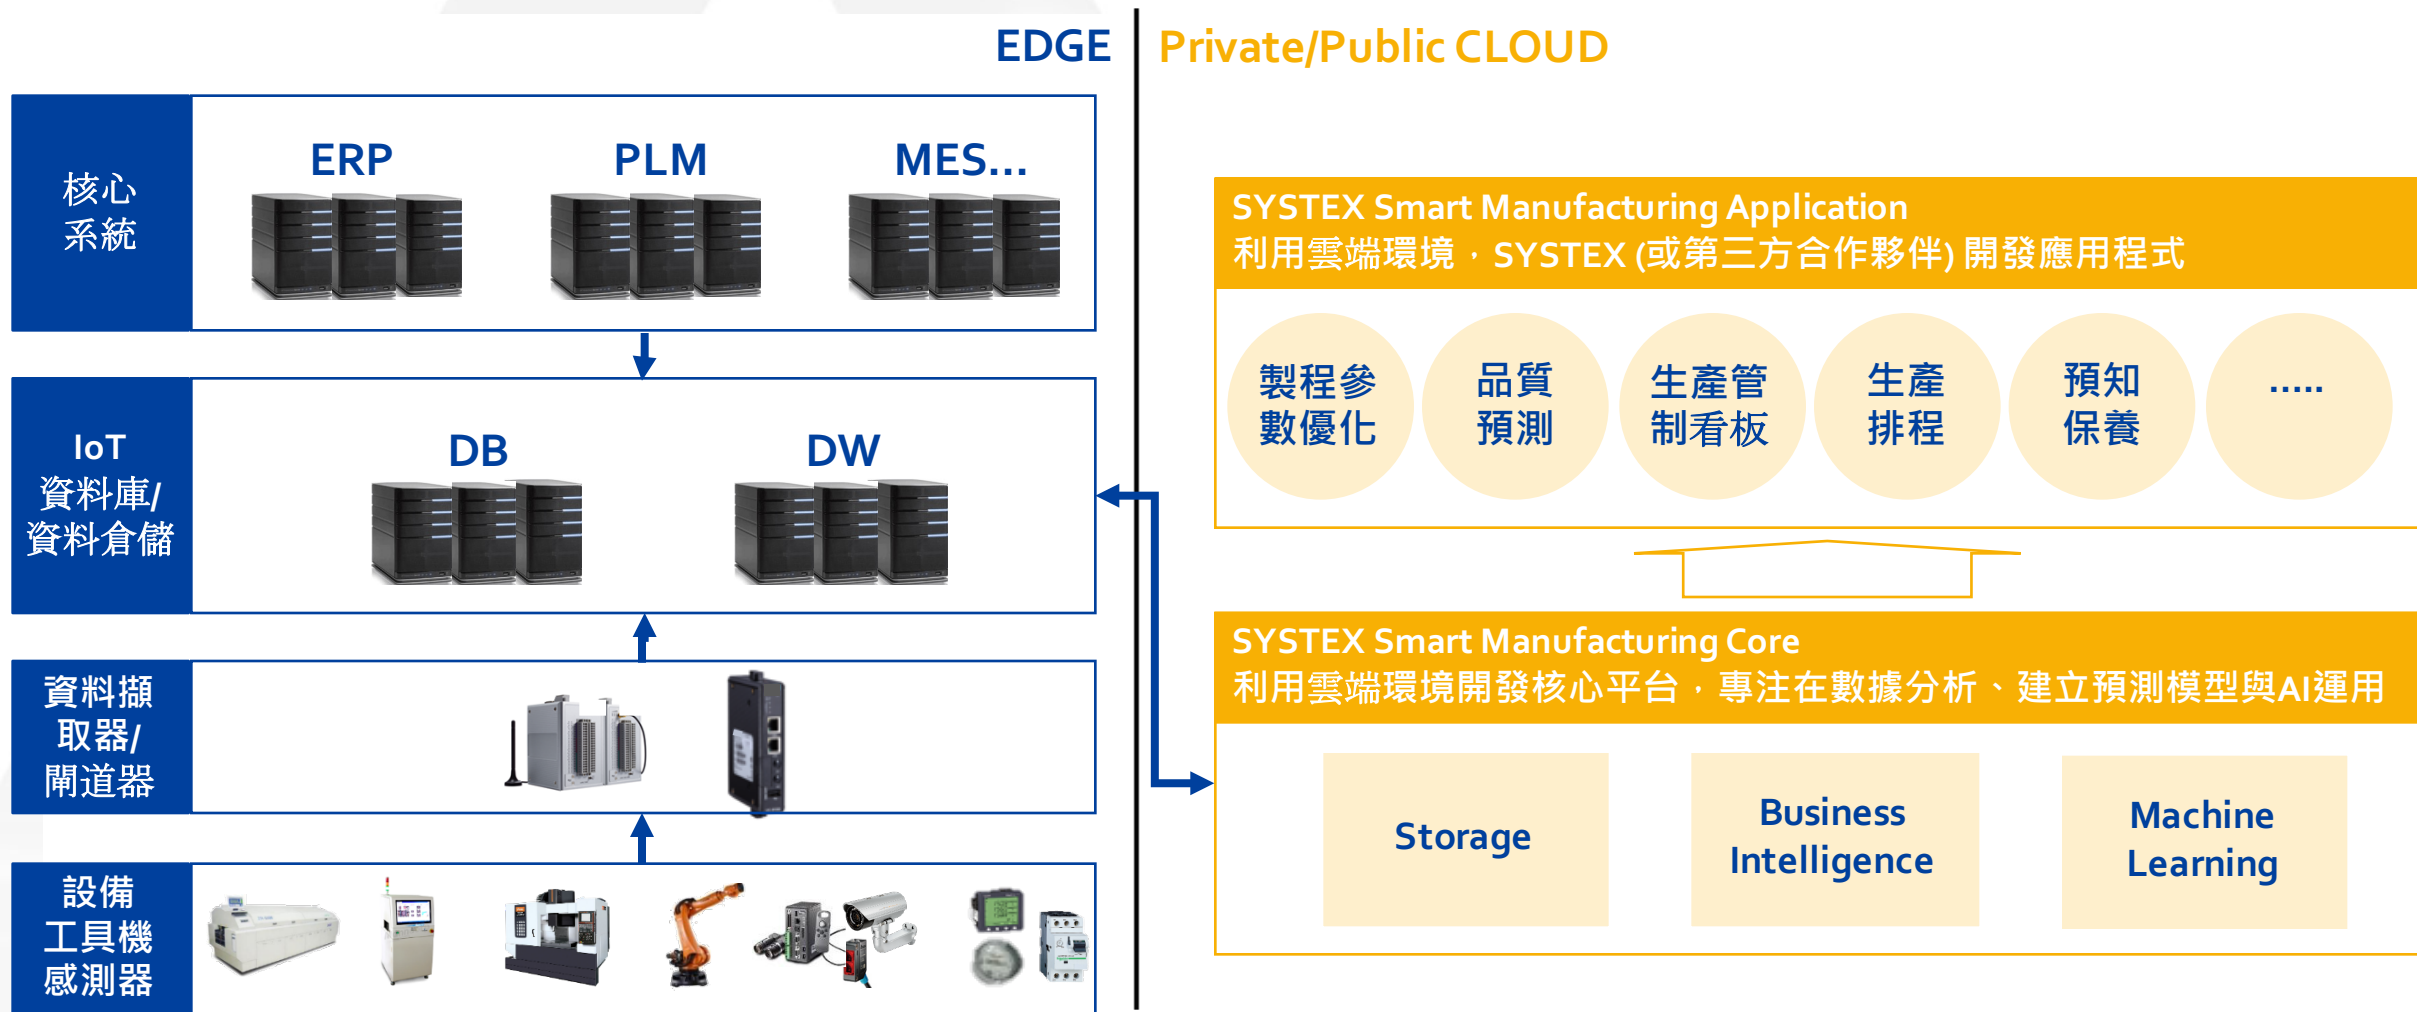 EDGE
Private/Public CLOUD
核心
系統
ERP
PLM
MES...
IoT
資料庫/
資料倉儲
DB
DW
資料擷
取器/
閘道器
設備
工具機
感測器
SYSTEX Smart Manufacturing Application
利用雲端環境，SYSTEX (或第三方合作夥伴) 開發應用程式
製程參
數優化
品質
預測
生產管
制看板
生產
排程
預知
保養
.....
SYSTEX Smart Manufacturing Core
利用雲端環境開發核心平台，專注在數據分析、建立預測模型與AI運用
Storage
Business
Intelligence
Machine
Learning